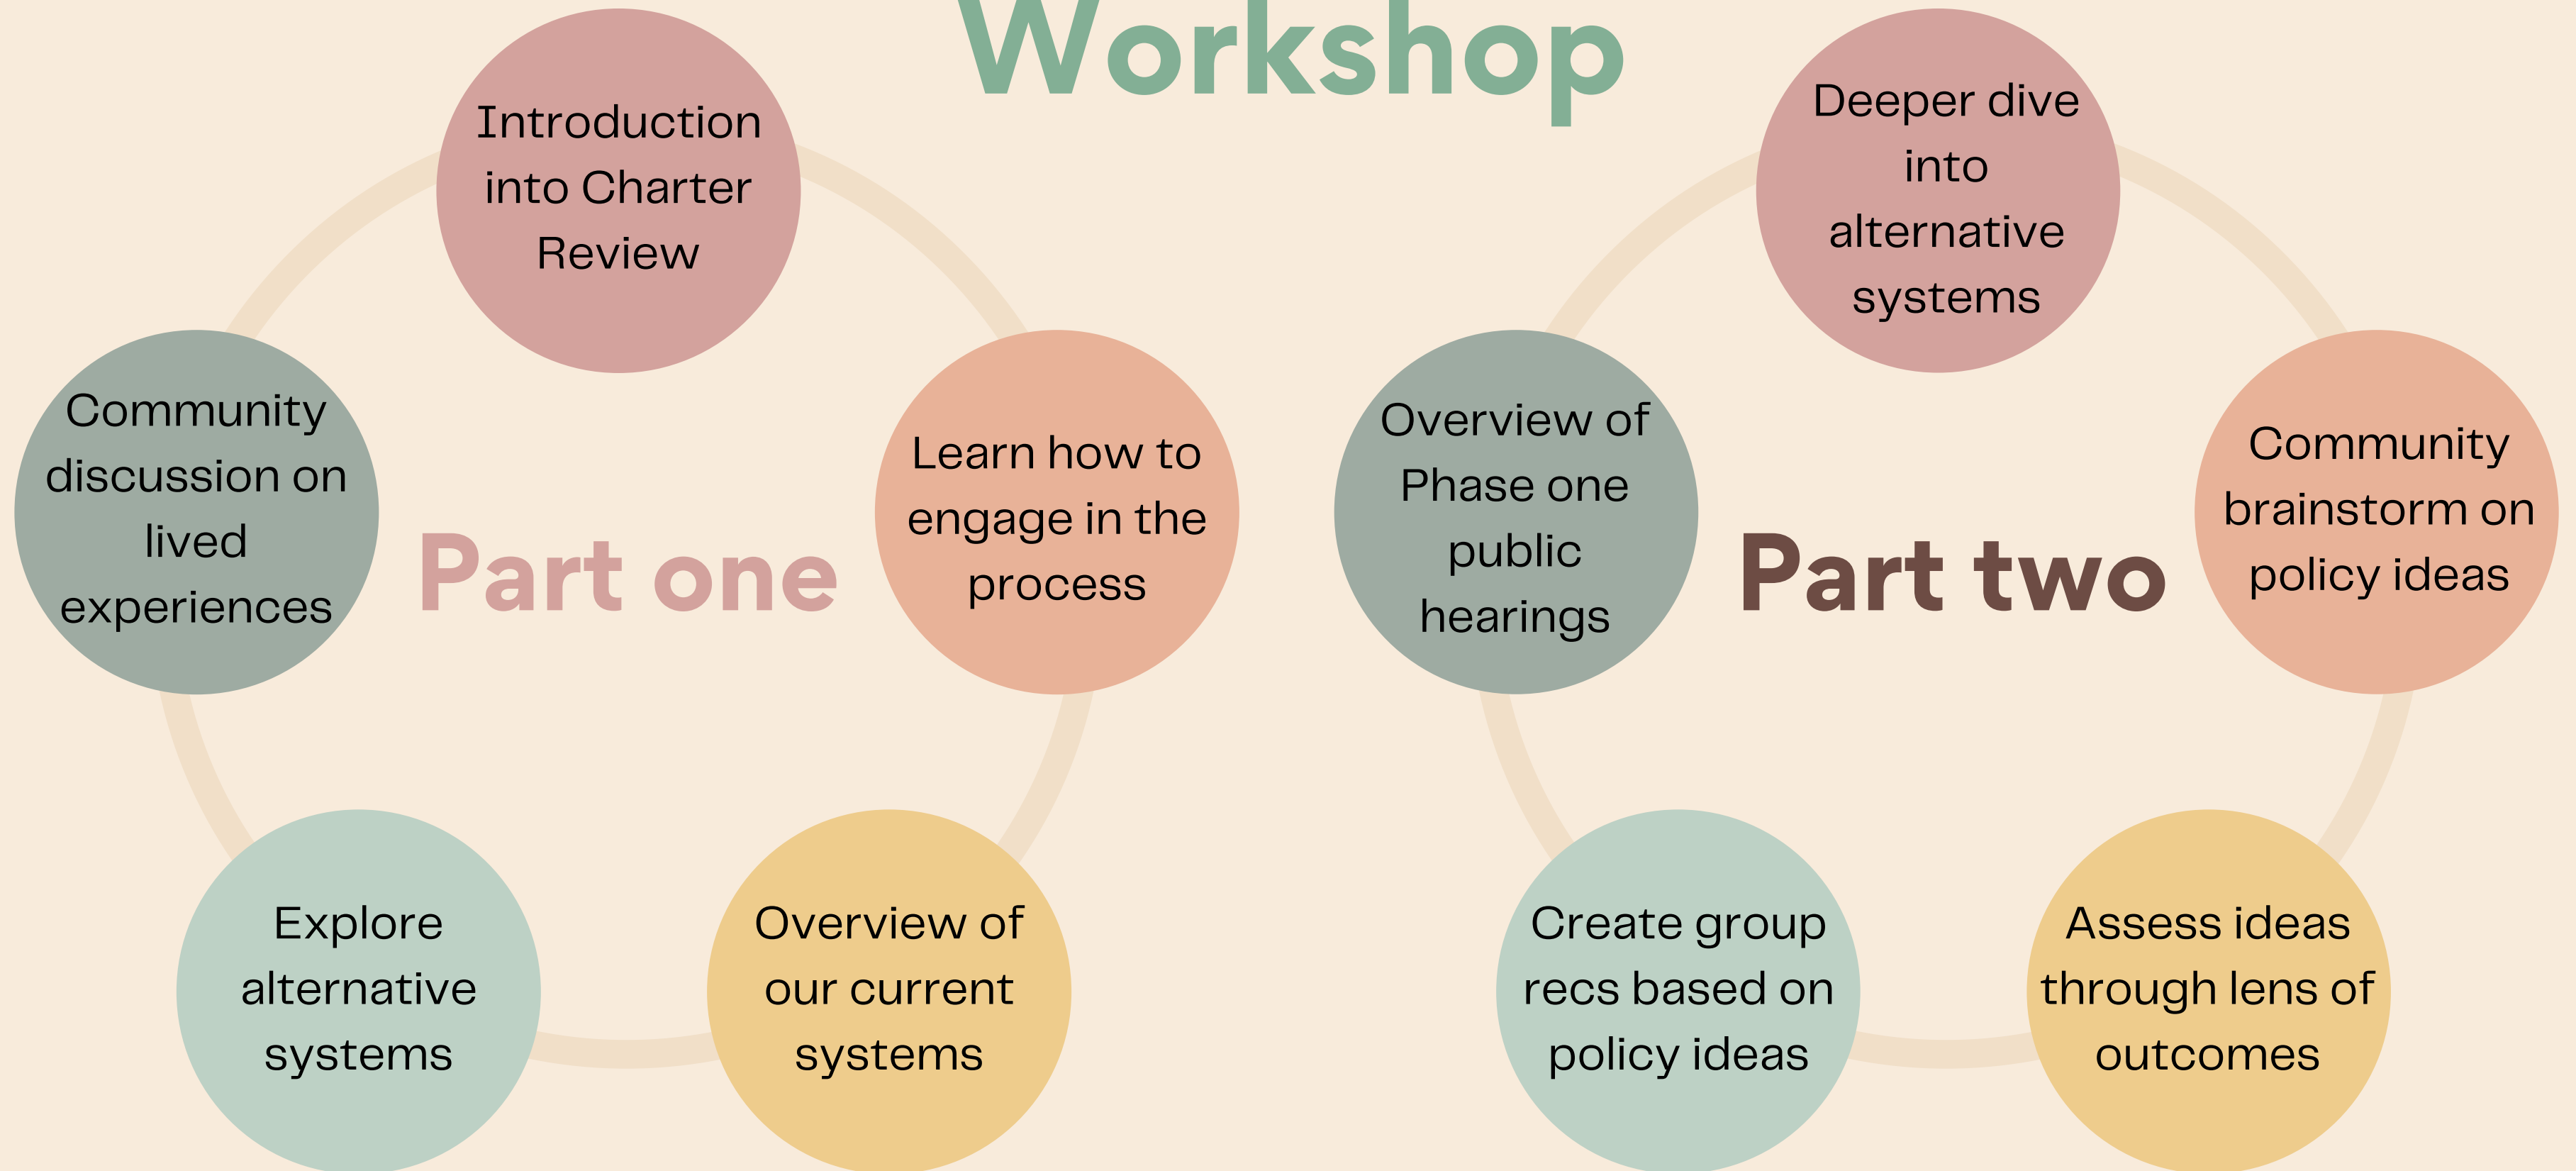 Workshop
Introduction
into Charter
Review
Community
discussion on
lived
experiences
Learn how to
engage in the
process
Part one
Explore
alternative
systems
Overview of
our current
systems
Deeper dive
into
alternative
systems
Overview of
Phase one
public
hearings
Community
brainstorm on
policy ideas
Part two
Create group
recs based on
policy ideas
Assess ideas
through lens of
outcomes